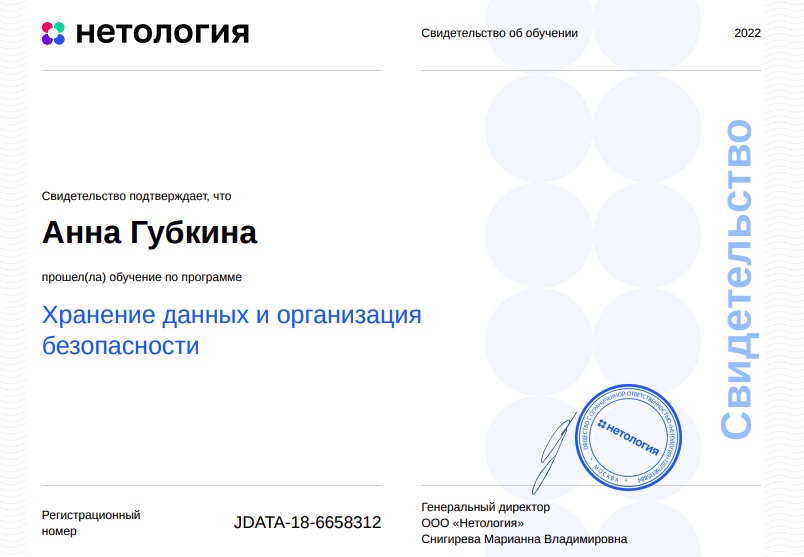 нетология
Свидетельство об обучении
2022
Свидетельство подтверждает, что
Анна Губкина
прошел(ла) обучение по программе
Хранение данных и организация
безопасности
Свидетельство
ОБЩЕСТВО С ОГРАНИЧЕННОЙ ОТВЕТСТВЕННОСТЬЮ «НЕТОЛОГИЯ»
нетология
• МОСКВА •
Регистрационный
номер
JDATA-18-6658312
Генеральный директор
ООО «Нетология»
Снигирева Марианна Владимировна